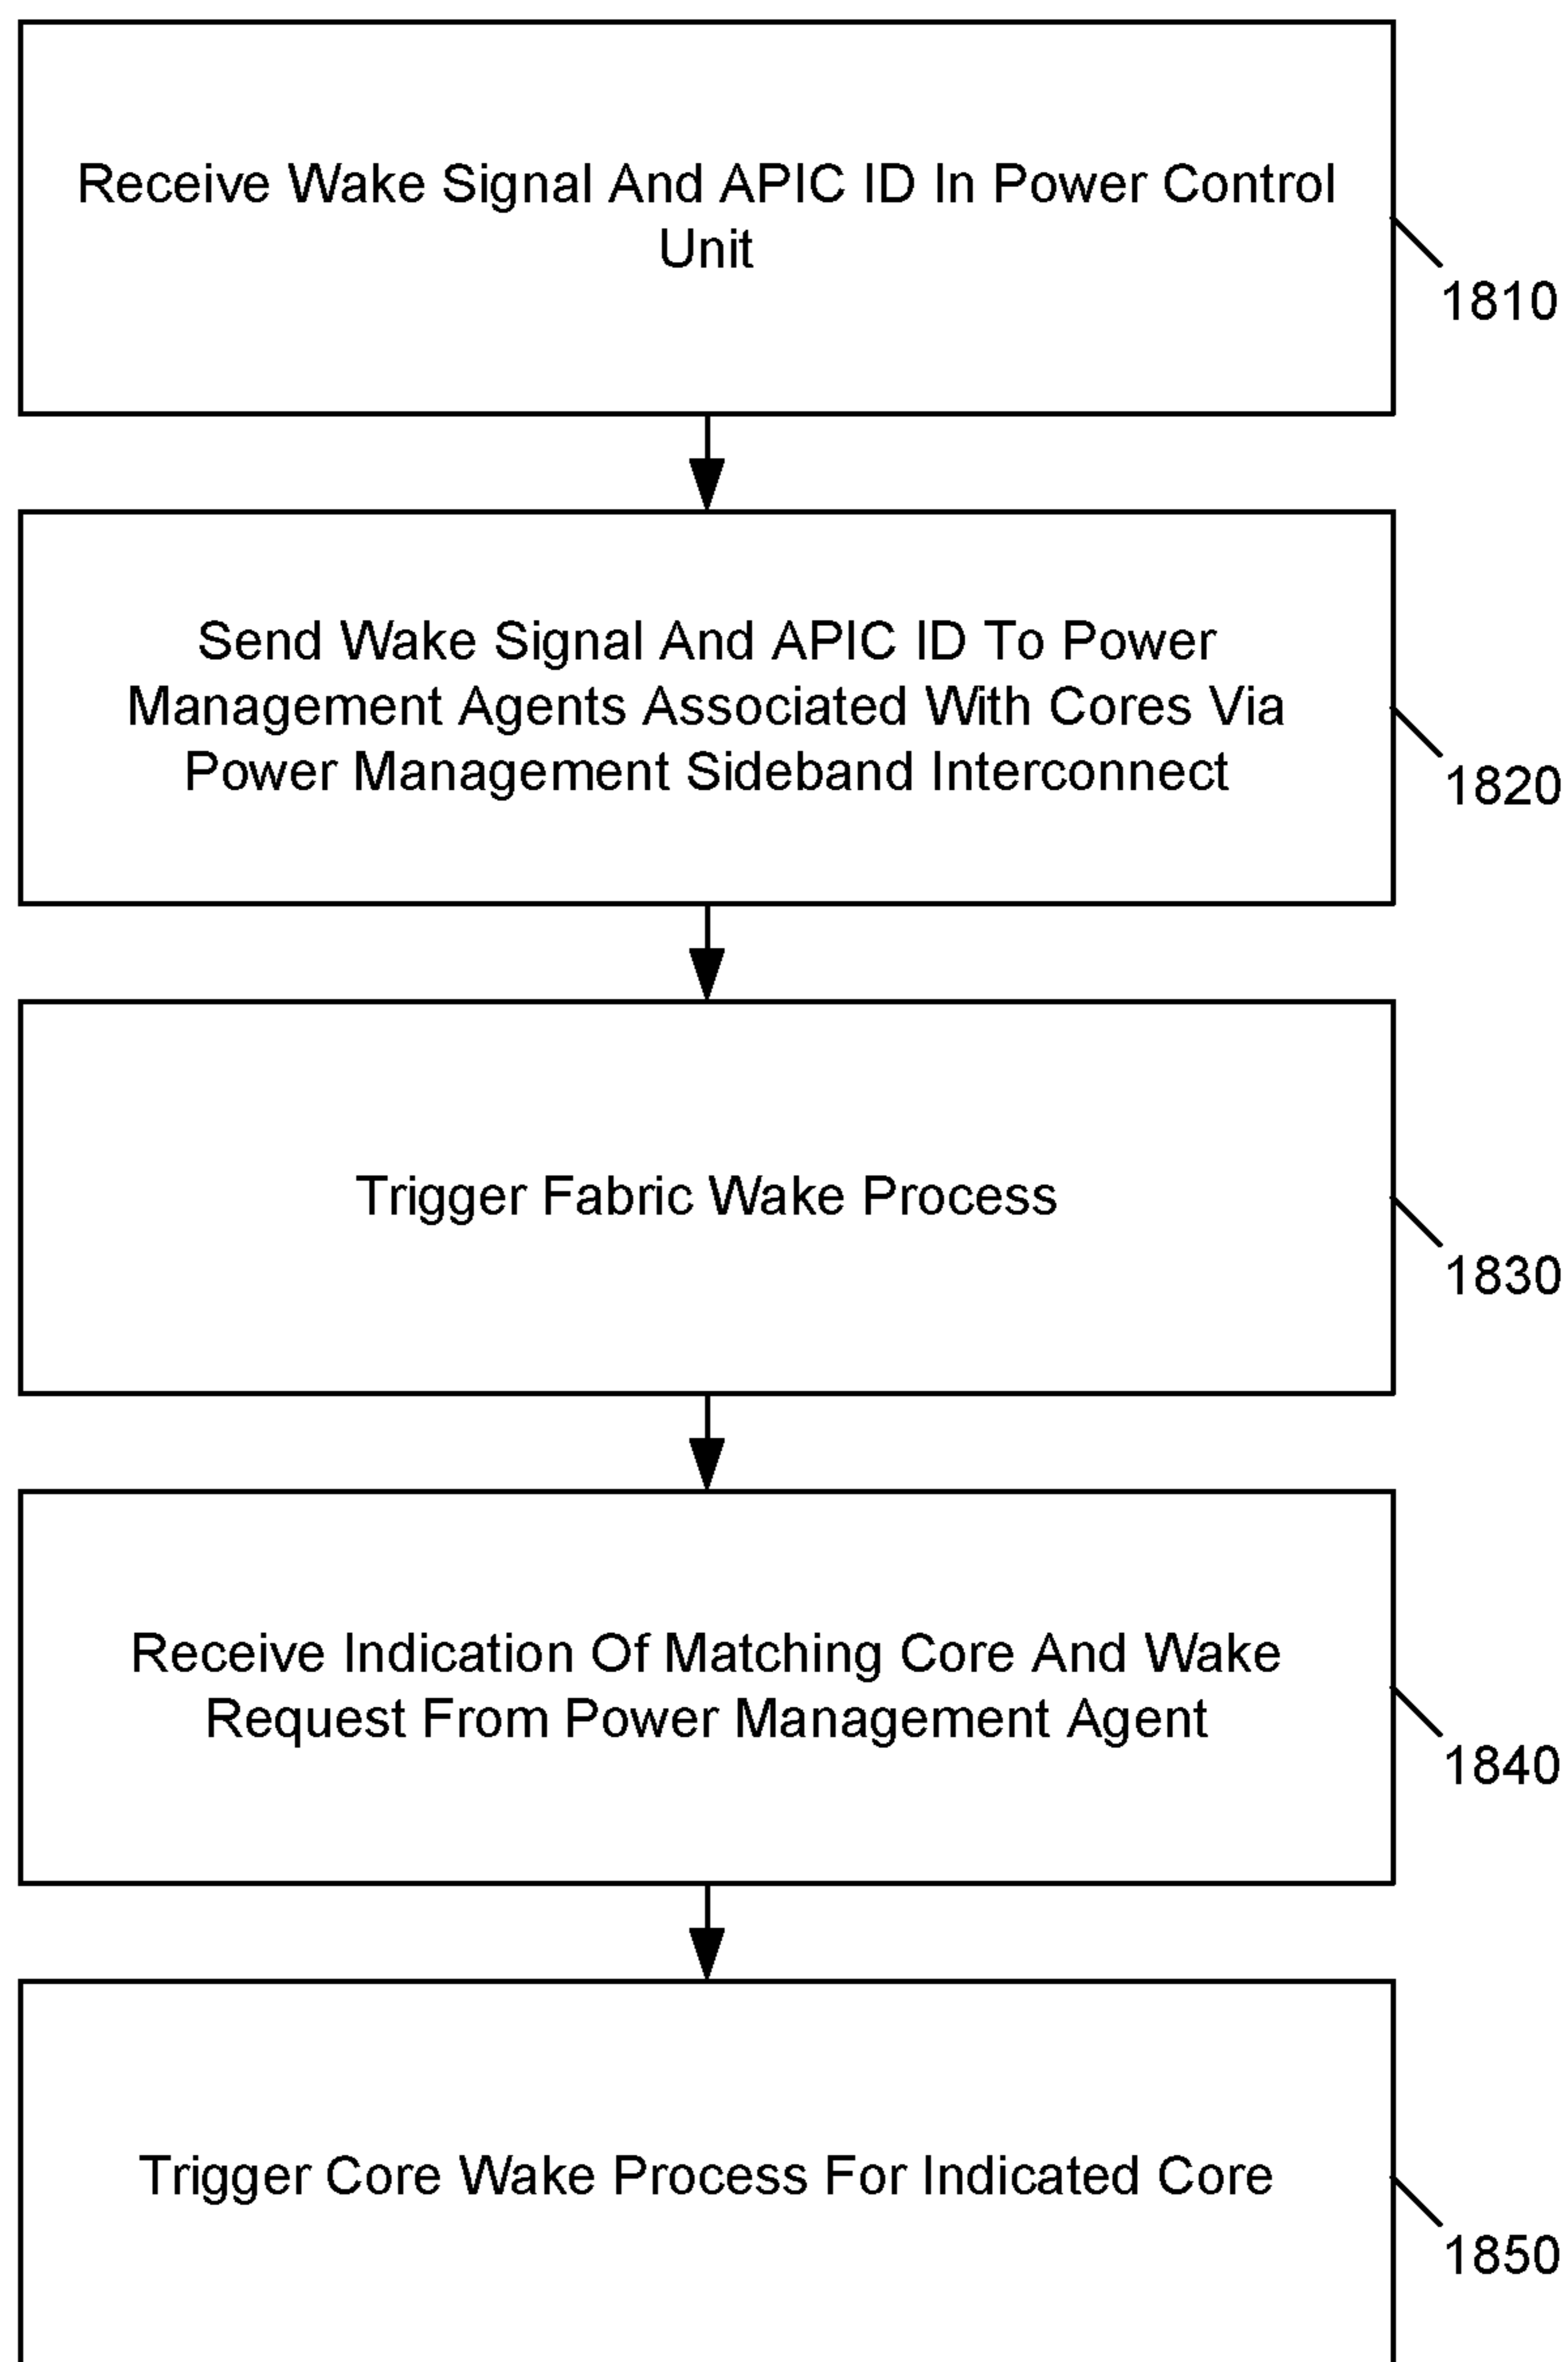 Receive Wake Signal And APIC ID In Power Control
Unit
1810
Send Wake Signal And APIC ID To Power
Management Agents Associated With Cores Via
Power Management Sideband Interconnect
1820
Trigger Fabric Wake Process
1830
Receive Indication Of Matching Core And Wake
Request From Power Management Agent
1840
Trigger Core Wake Process For Indicated Core
1850